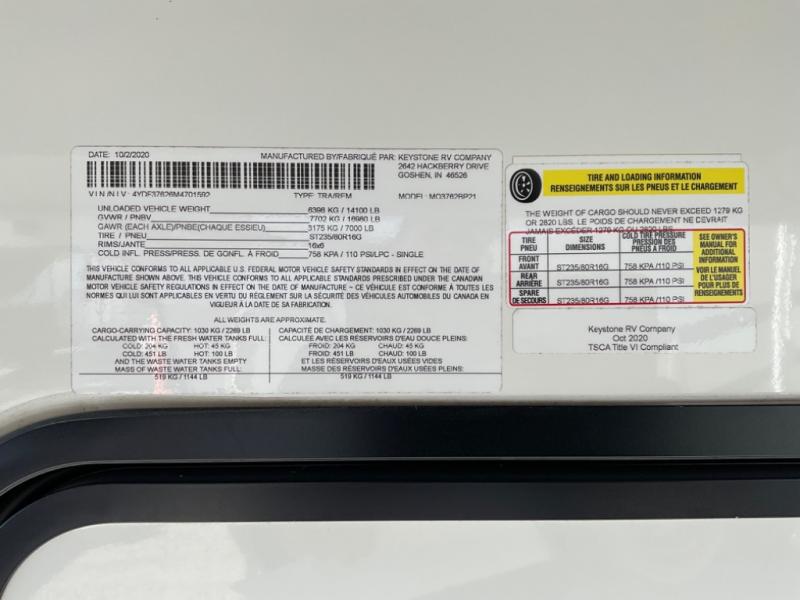 DATE: 10/2/2020
MANUFACTURED BY/FABRIQUÉ PAR: KEYSTONE RV COMPANY
2642 HACKBERRY DRIVE
GOSHEN, IN 46526
V I N /N I V : 4YDF37626M4701592 TYPE: TRA/REM MODEL: MO3762BP21
UNLOADED VEHICLE WEIGHT 6396 KG / 14100 LB
GVWR / PNBV 7702 KG / 16980 LB
GAWR (EACH AXLE)/PNBE(CHAQUE ESSIEU) 3175 KG / 7000 LB
TIRE / PNEU ST235/80R16G
RIMS/JANTE 16x6
COLD INFL. PRESS/PRESS. DE GONFL. À FROID 758 KPA / 110 PSI/LPC - SINGLE
THIS VEHICLE CONFORMS TO ALL APPLICABLE U.S. FEDERAL MOTOR VEHICLE SAFETY STANDARDS IN EFFECT ON THE DATE OF
MANUFACTURE SHOWN ABOVE. THIS VEHICLE CONFORMS TO ALL APPLICABLE STANDARDS PRESCRIBED UNDER THE CANADIAN
MOTOR VEHICLE SAFETY REGULATIONS IN EFFECT ON THE DATE OF MANUFACTURE ~ CE VÉHICULE EST CONFORME À TOUTES LES
NORMES QUI LUI SONT APPLICABLES EN VERTU DU RÈGLEMENT SUR LA SÉCURITÉ DES VÉHICULES AUTOMOBILES DU CANADA EN
VIGUEUR À LA DATE DE SA FABRICATION.
ALL WEIGHTS ARE APPROXIMATE.
CARGO-CARRYING CAPACITY: 1030 KG / 2269 LB
CALCULATED WITH THE FRESH WATER TANKS FULL:
COLD: 204 KG HOT: 45 KG
COLD: 451 LB HOT: 100 LB
AND THE WASTE WATER TANKS EMPTY
MASS OF WASTE WATER TANKS FULL:
519 KG / 1144 LB
CAPACITÉ DE CHARGEMENT: 1030 KG / 2269 LB
CALCULÉE AVEC LES RÉSERVOIRS D'EAU DOUCE PLEINS:
FROID: 204 KG CHAUD: 45 KG
FROID: 451 LB CHAUD: 100 LB
ET LES RÉSERVOIRS D'EAUX USÉES VIDES
MASSE DES RÉSERVOIRS D'EAUX USÉES PLEINS:
519 KG / 1144 LB
TIRE AND LOADING INFORMATION
RENSEIGNEMENTS SUR LES PNEUS ET LE CHARGEMENT
THE WEIGHT OF CARGO SHOULD NEVER EXCEED 1279 KG
OR 2820 LBS. LE POIDS DE CHARGEMENT NE DEVRAIT
JAMAIS EXCÉDER 1279 KG OU 2820 LBS.
TIRE
PNEU
SIZE
DIMENSIONS
COLD TIRE PRESSURE
PRESSION DES
PNEUS A FROID
FRONT
AVANT
ST235/80R16G 758 KPA /110 PSI
REAR
ARRIÈRE
ST235/80R16G 758 KPA /110 PSI
SPARE
DE SECOURS
ST235/80R16G 758 KPA /110 PSI
SEE OWNER'S
MANUAL FOR
ADDITIONAL
INFORMATION
VOIR LE MANUEL
DE L'USAGER
POUR PLUS DE
RENSEIGNEMENTS
Keystone RV Company
Oct 2020
TSCA Title VI Compliant